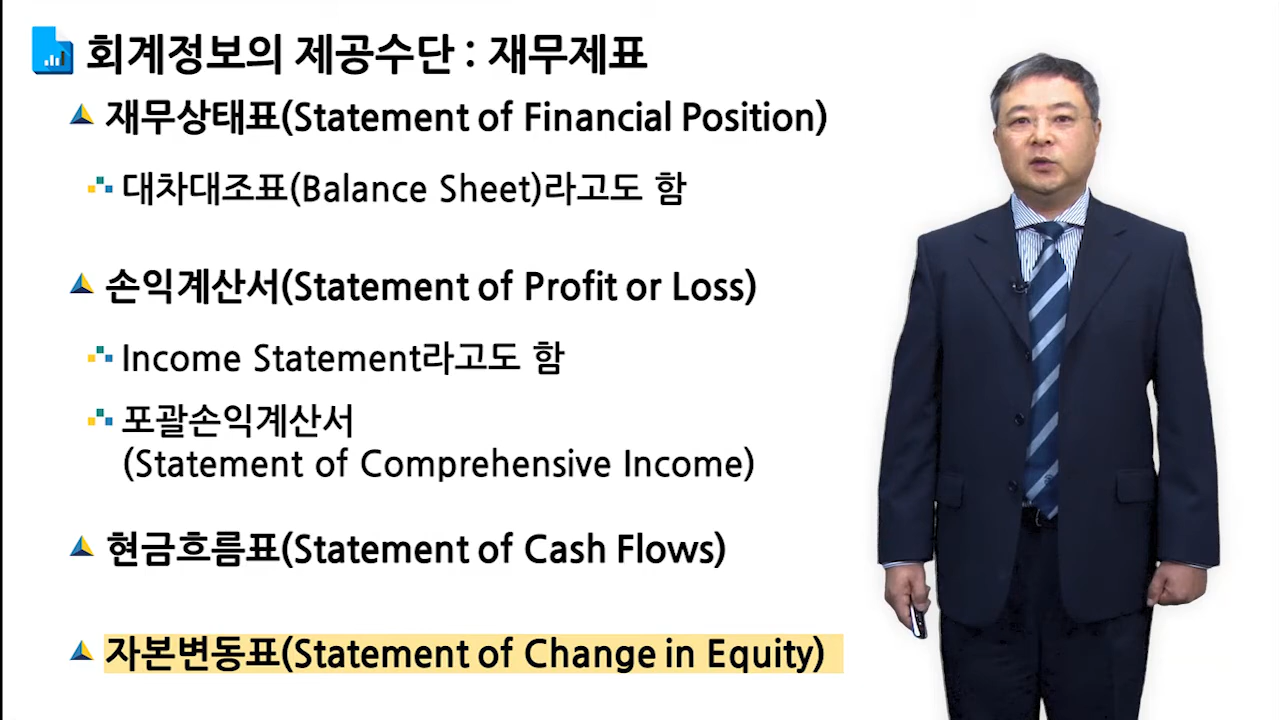 회계정보의 제공수단 : 재무제표
재무상태표(Statement of Financial Position)
대차대조표(Balance Sheet)라고도 함
손익계산서(Statement of Profit or Loss)
Income Statement라고도 함
포괄손익계산서
(Statement of Comprehensive Income)
현금흐름표(Statement of Cash Flows)
자본변동표(Statement of Change in Equity)